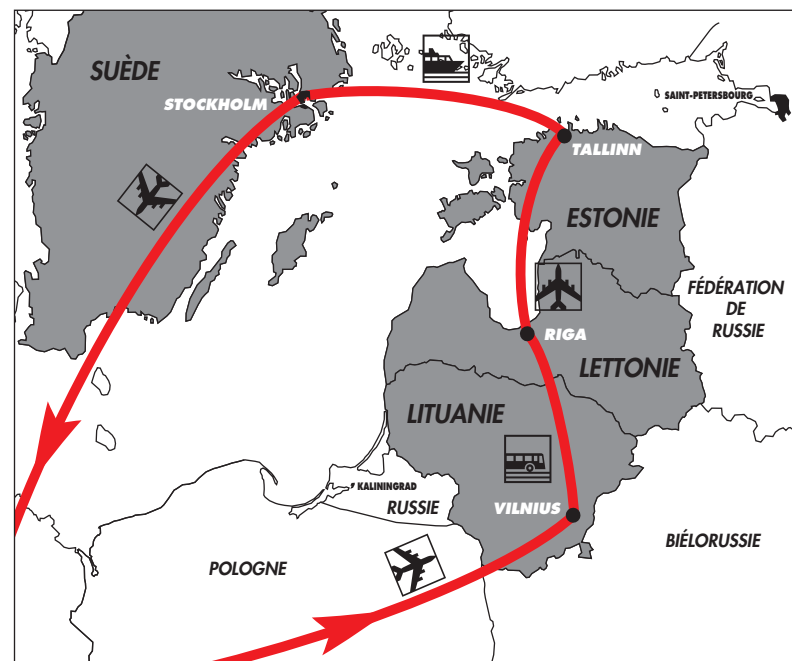 SUÈDE
STOCKHOLM
SAINT-PETERSBOURG
TALLINN
ESTONIE
FÉDÉRATION
DE
RUSSIE
RIGA
LETTONIE
LITUANIE
KALININGRAD
RUSSIE
VILNIUS
BIÉLORUSSIE
POLOGNE